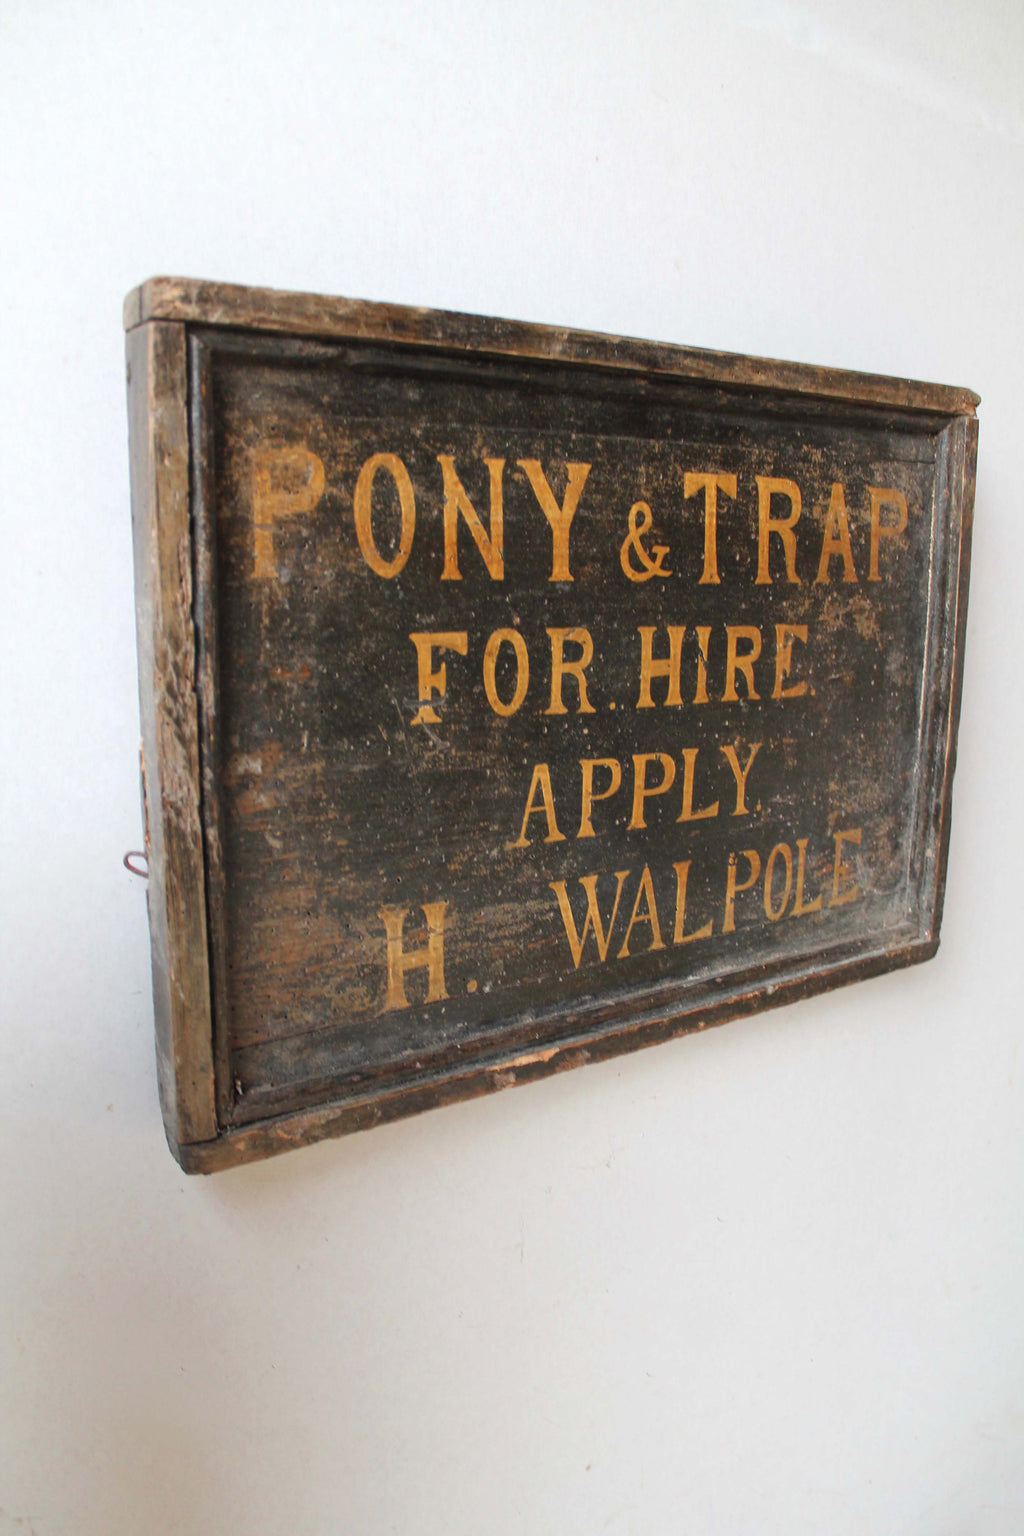 PONY & TRAP
FOR. HIRE.
APPLY.
H. WALPOLE